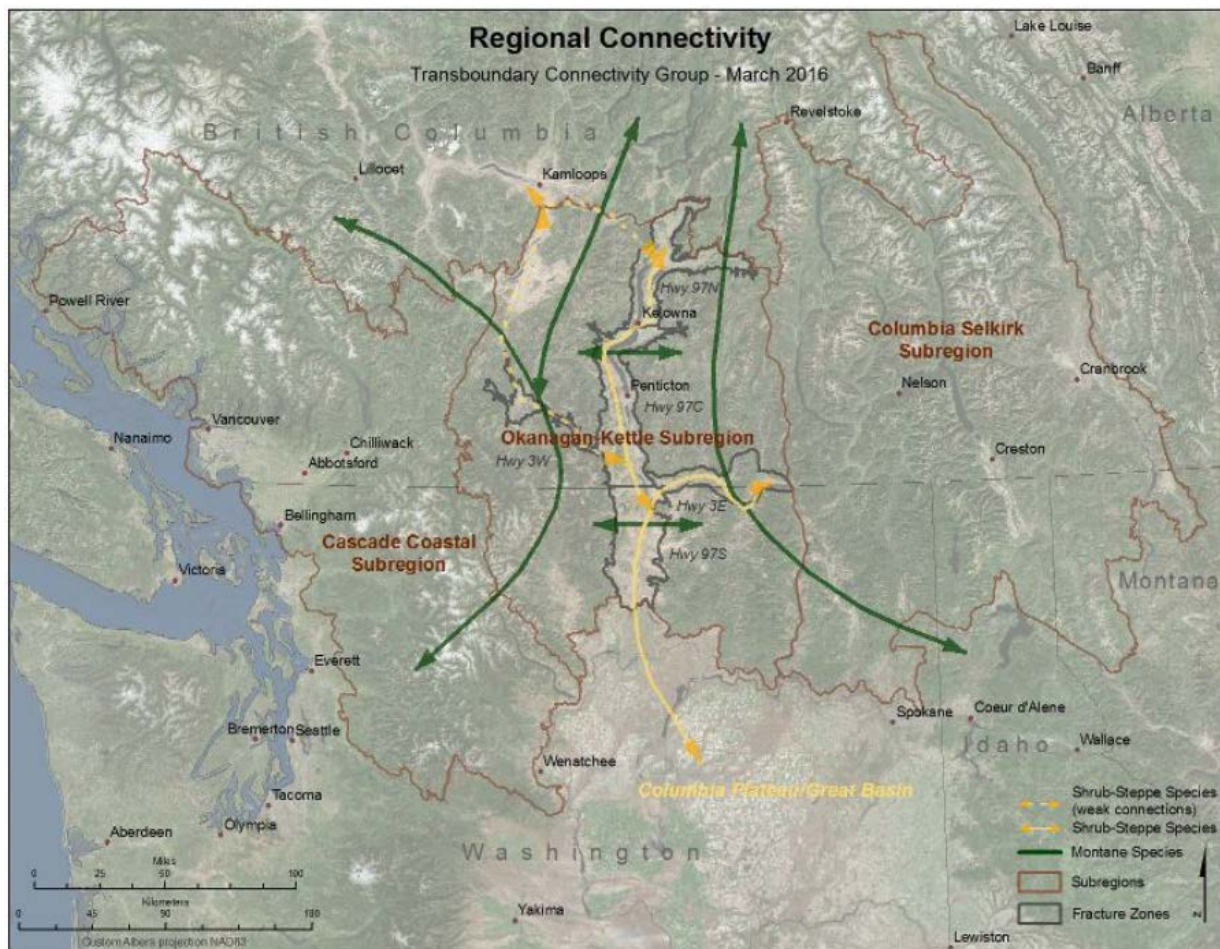 Regional Connectivity
Transboundary Connectivity Group - March 2016
Lake Louise
Banff
Alberta
Revelstoke
British Columbia
Lillocet
Kamloops
Hwy 97N
Powell River
Kelowna
Columbia Selkirk
Subregion
Cranbrook
Penticton
Nelson
Hwy 97C
Vancouver
Nanaimo
Chilliwack
Okanagan-Kettle Subregion
Abbotsford
Hwy 3W
Creston
Bellingham
Hwy 3E
Cascade Coastal
Subregion
Hwy 97S
Victoria
Montana
Everett
Spokane
Coeur d'Alene
Bremerton
Seattle
Idaho
Wallace
Wenatchee
Columbia Plateau/Great Basin
Tacoma
Olympia
Aberdeen
Washington
Yakima
Lewiston
Shrub-Steppe Species
(weak connections)
Shrub-Steppe Species
Montane Species
Subregions
Fracture Zones
N
Miles
0 25 50 100
Kilometers
0 45 90 180
Custom Albers projection NAD83